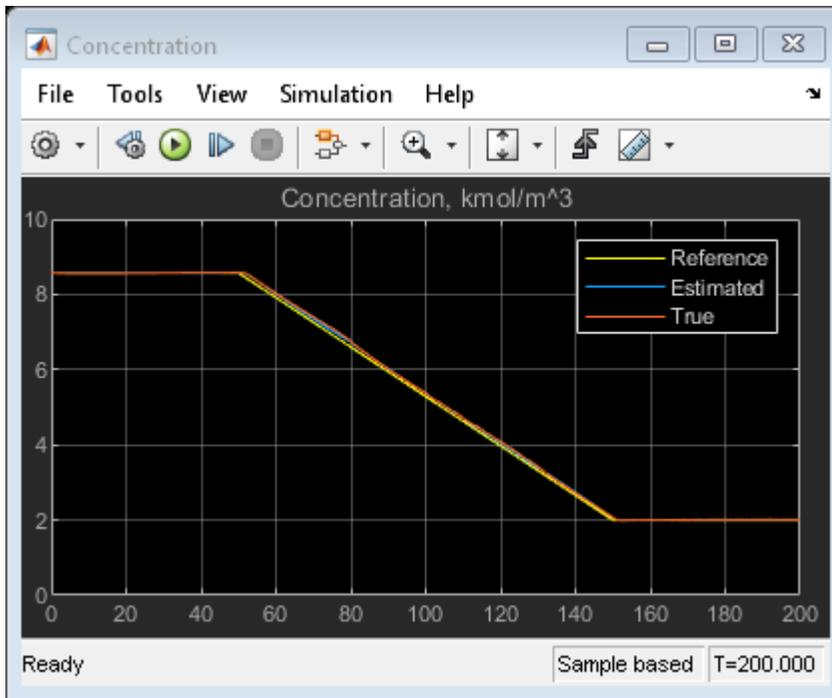 Concentration
File Tools View Simulation Help
Concentration, kmol/m^3
10
8
6
4
2
0
Reference
Estimated
True
0 20 40 60 80 100 120 140 160 180 200
Ready Sample based T=200.000